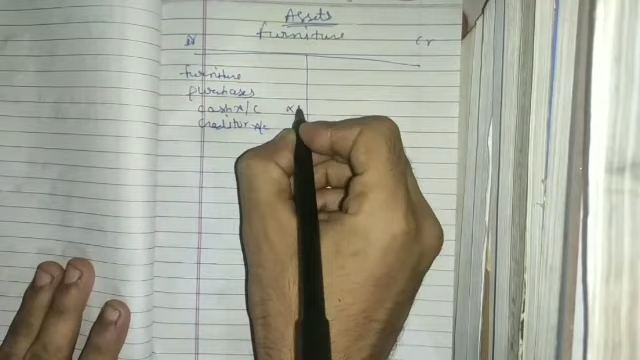 Assets
furniture
Dr Cr
furniture
purchases
cash A/c x
Creditor A/c